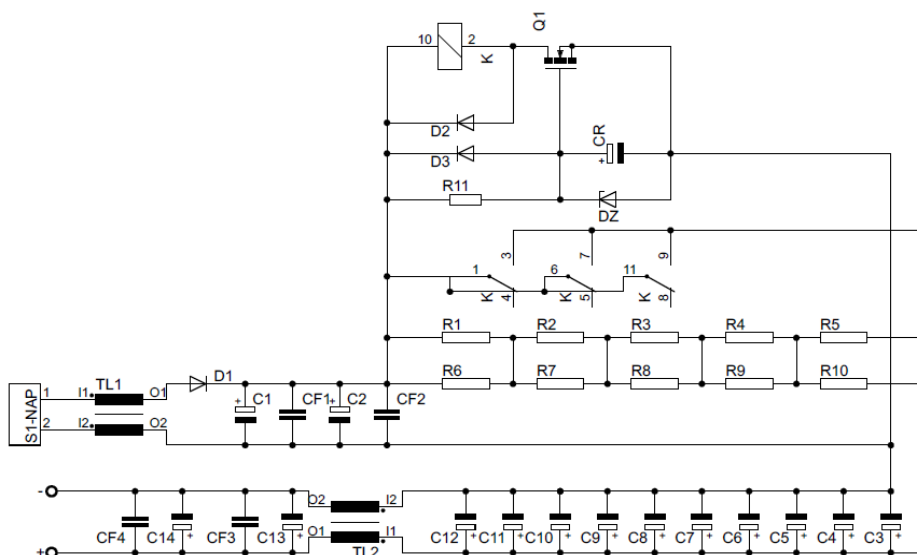 Q1
10 2 K
D2
D3 CR
+
R11 DZ
3 7 9
1 6 11
K 4 K 5 K 8
R1 R2 R3 R4 R5
R6 R7 R8 R9 R10
S1-NAP 1 I1 TL1 O1 D1
+ C1 CF1 + C2 CF2
2 I2 O2
- O2 I2
CF4 C14 + CF3 C13 + O1 I1 C12 + C11 + C10 + C9 + C8 + C7 + C6 + C5 + C4 + C3 +
+ TL2